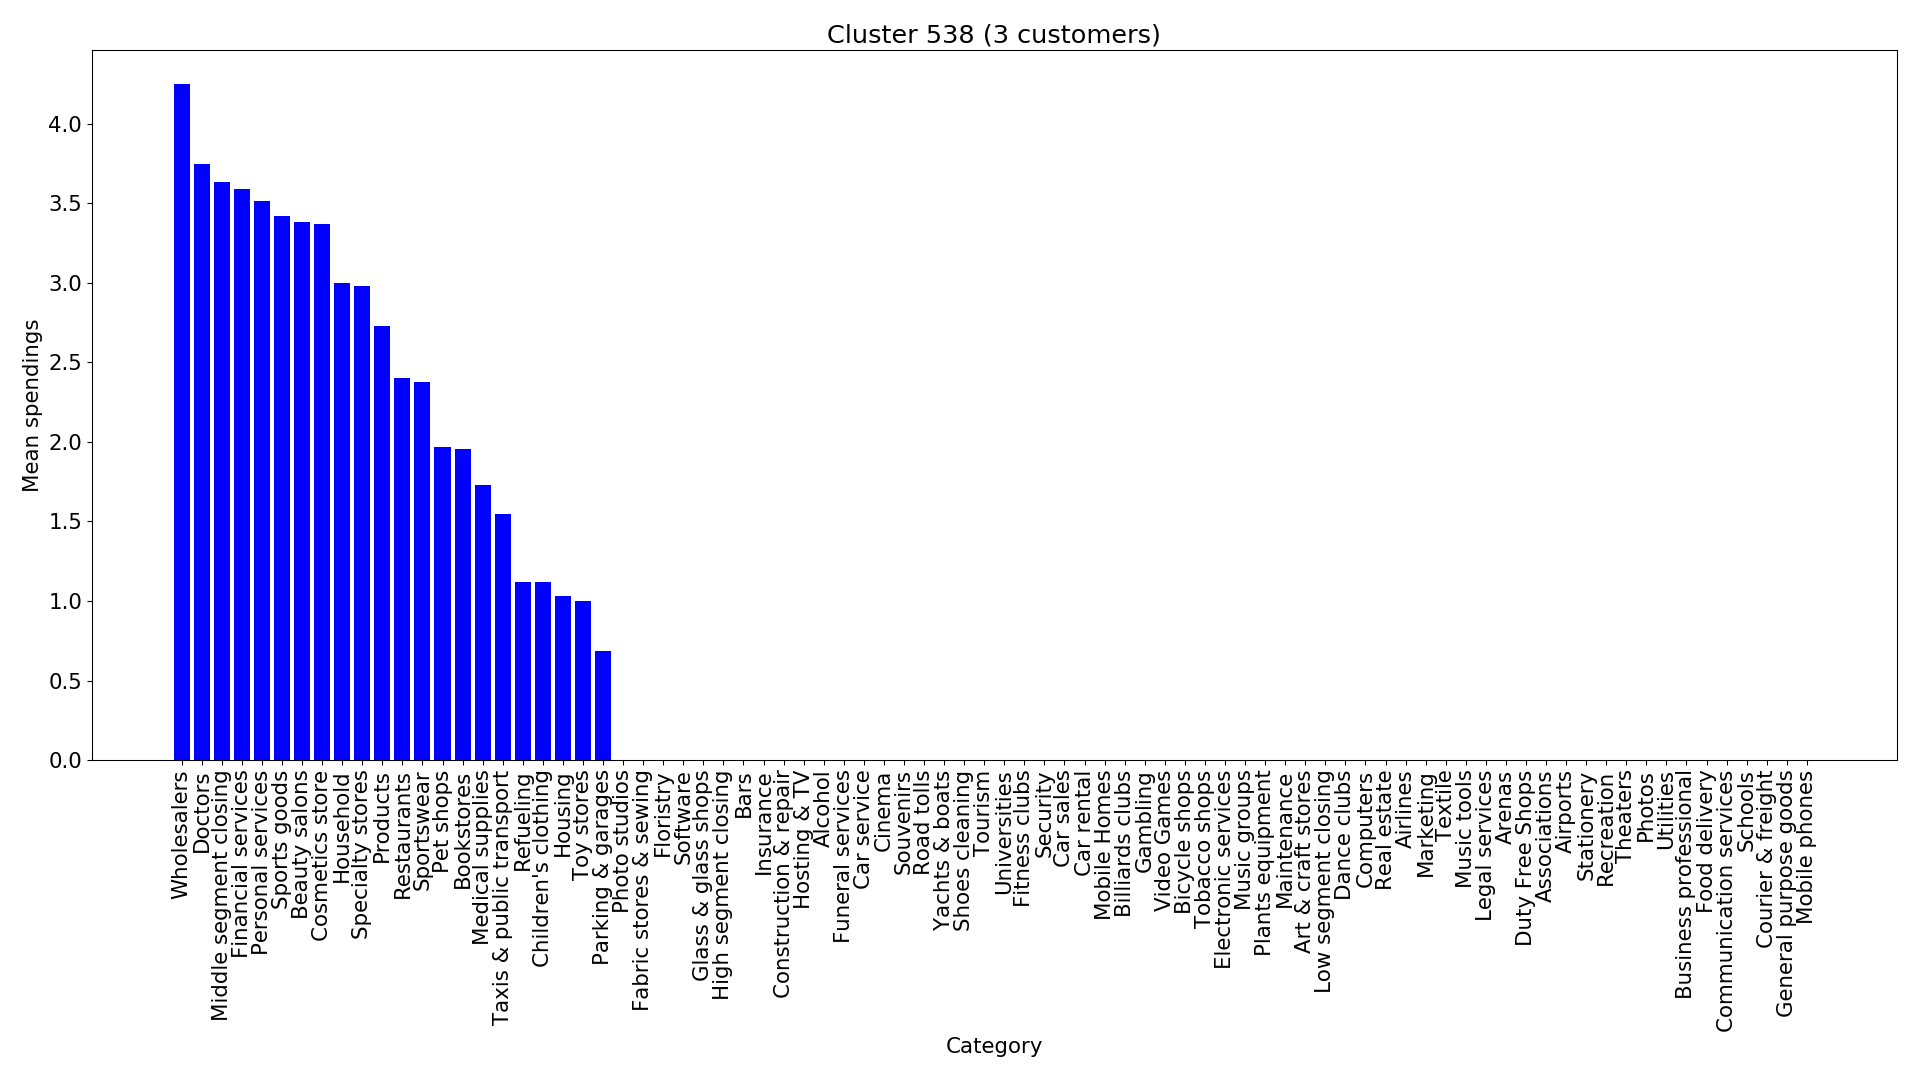 Cluster 538 (3 customers)
4.0
3.5
3.0
2.5
2.0
1.5
1.0
0.5
0.0
Mean spendings
Wholesalers
Doctors
Middle segment closing
Financial services
Personal services
Sports goods
Beauty salons
Cosmetics store
Household
Specialty stores
Products
Restaurants
Sportswear
Pet shops
Bookstores
Medical supplies
Taxis & public transport
Refueling
Children's clothing
Housing
Toy stores
Parking & garages
Photo studios
Fabric stores & sewing
Floristry
Software
Glass & glass shops
High segment closing
Bars
Insurance
Construction & repair
Hosting & TV
Alcohol
Funeral services
Car service
Cinema
Souvenirs
Road tolls
Yachts & boats
Shoes cleaning
Tourism
Universities
Fitness clubs
Security
Car sales
Car rental
Mobile Homes
Billiards clubs
Gambling
Video Games
Bicycle shops
Tobacco shops
Electronic services
Music groups
Plants equipment
Maintenance
Art & craft stores
Low segment closing
Dance clubs
Computers
Real estate
Airlines
Marketing
Textile
Music tools
Legal services
Arenas
Duty Free Shops
Associations
Airports
Stationery
Recreation
Theaters
Photos
Utilities
Business professional
Food delivery
Communication services
Schools
Courier & freight
General purpose goods
Mobile phones
Category